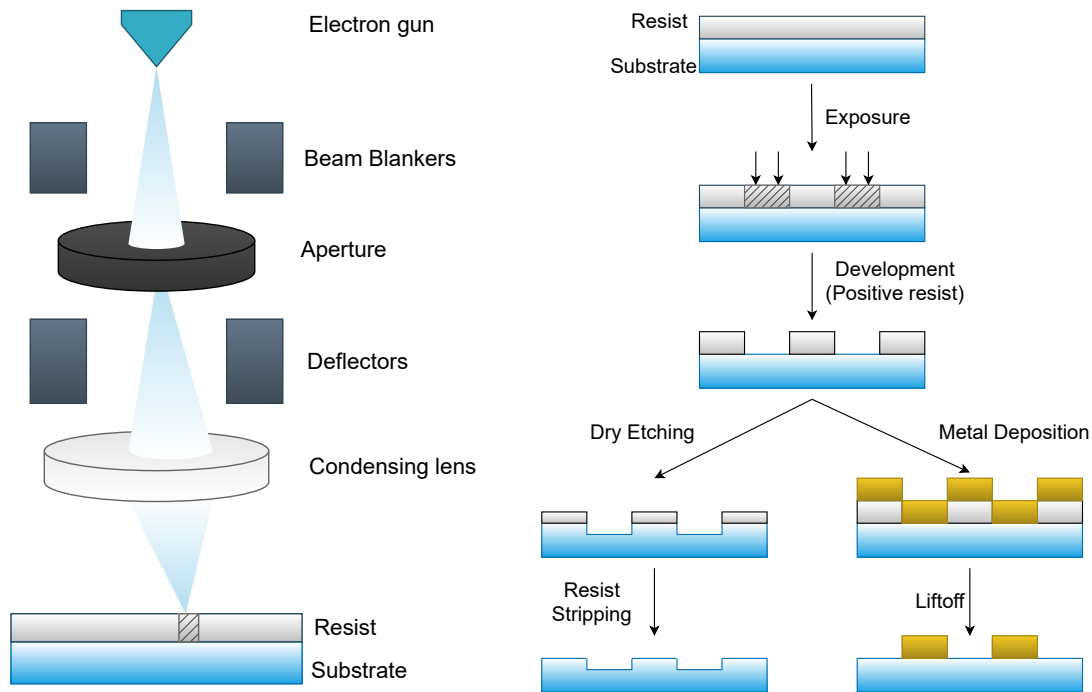 Electron gun
Beam Blankers
Aperture
Deflectors
Condensing lens
Resist
Substrate
Resist
Substrate
Exposure
Development
(Positive resist)
Dry Etching
Metal Deposition
Resist
Stripping
Liftoff